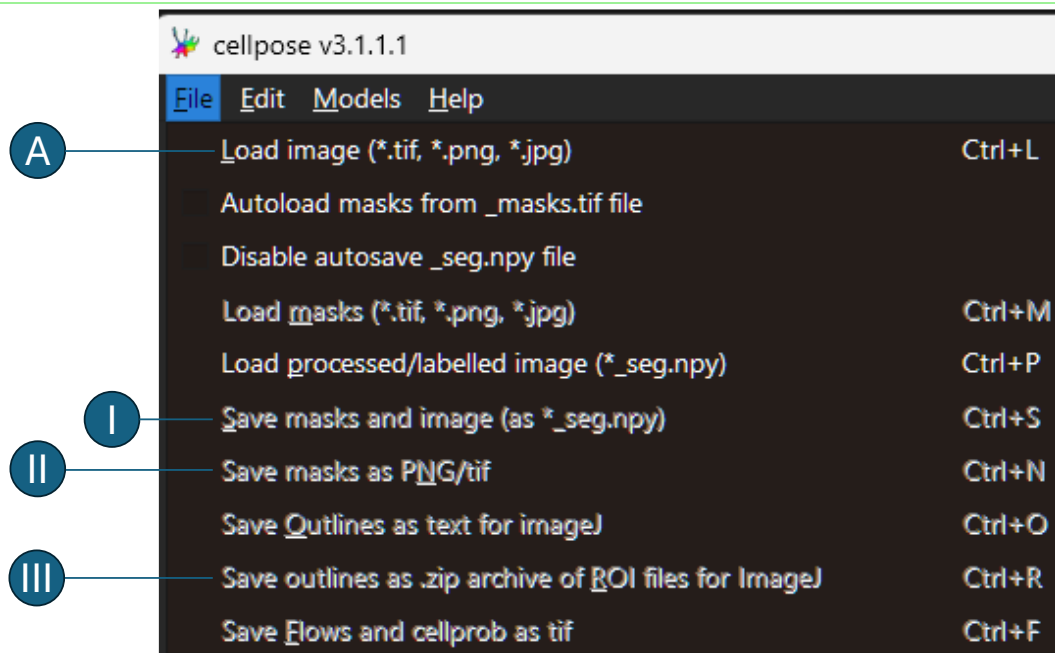 cellpose v3.1.1.1
File Edit Models Help
A Load image (*.tif, *.png, *.jpg) Ctrl+L
Autoload masks from _masks.tif file
Disable autosave _seg.npy file
Load masks (*.tif, *.png, *.jpg) Ctrl+M
Load processed/labelled image (*_seg.npy) Ctrl+P
I Save masks and image (as *_seg.npy) Ctrl+S
II Save masks as PNG/tif Ctrl+N
Save Outlines as text for imageJ Ctrl+O
III Save outlines as .zip archive of ROI files for ImageJ Ctrl+R
Save Flows and cellprob as tif Ctrl+F